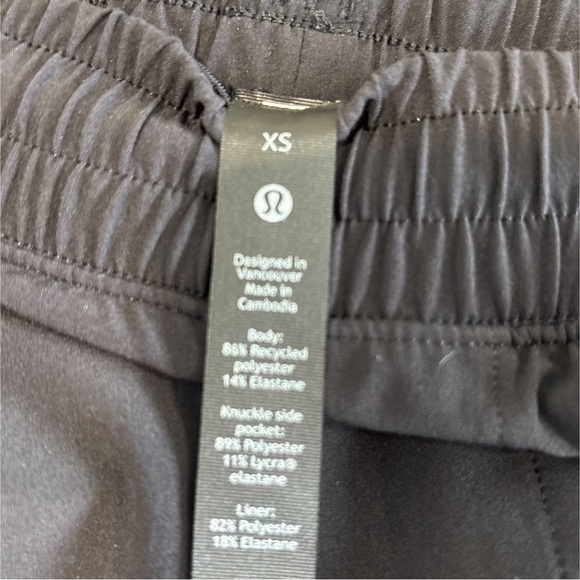 XS
Designed in
Vancouver
Made in
Cambodia
Body:
86% Recycled
polyester
14% Elastane
Knuckle side
pocket:
89% Polyester
11% Lycra®
elastane
Liner:
82% Polyester
18% Elastane